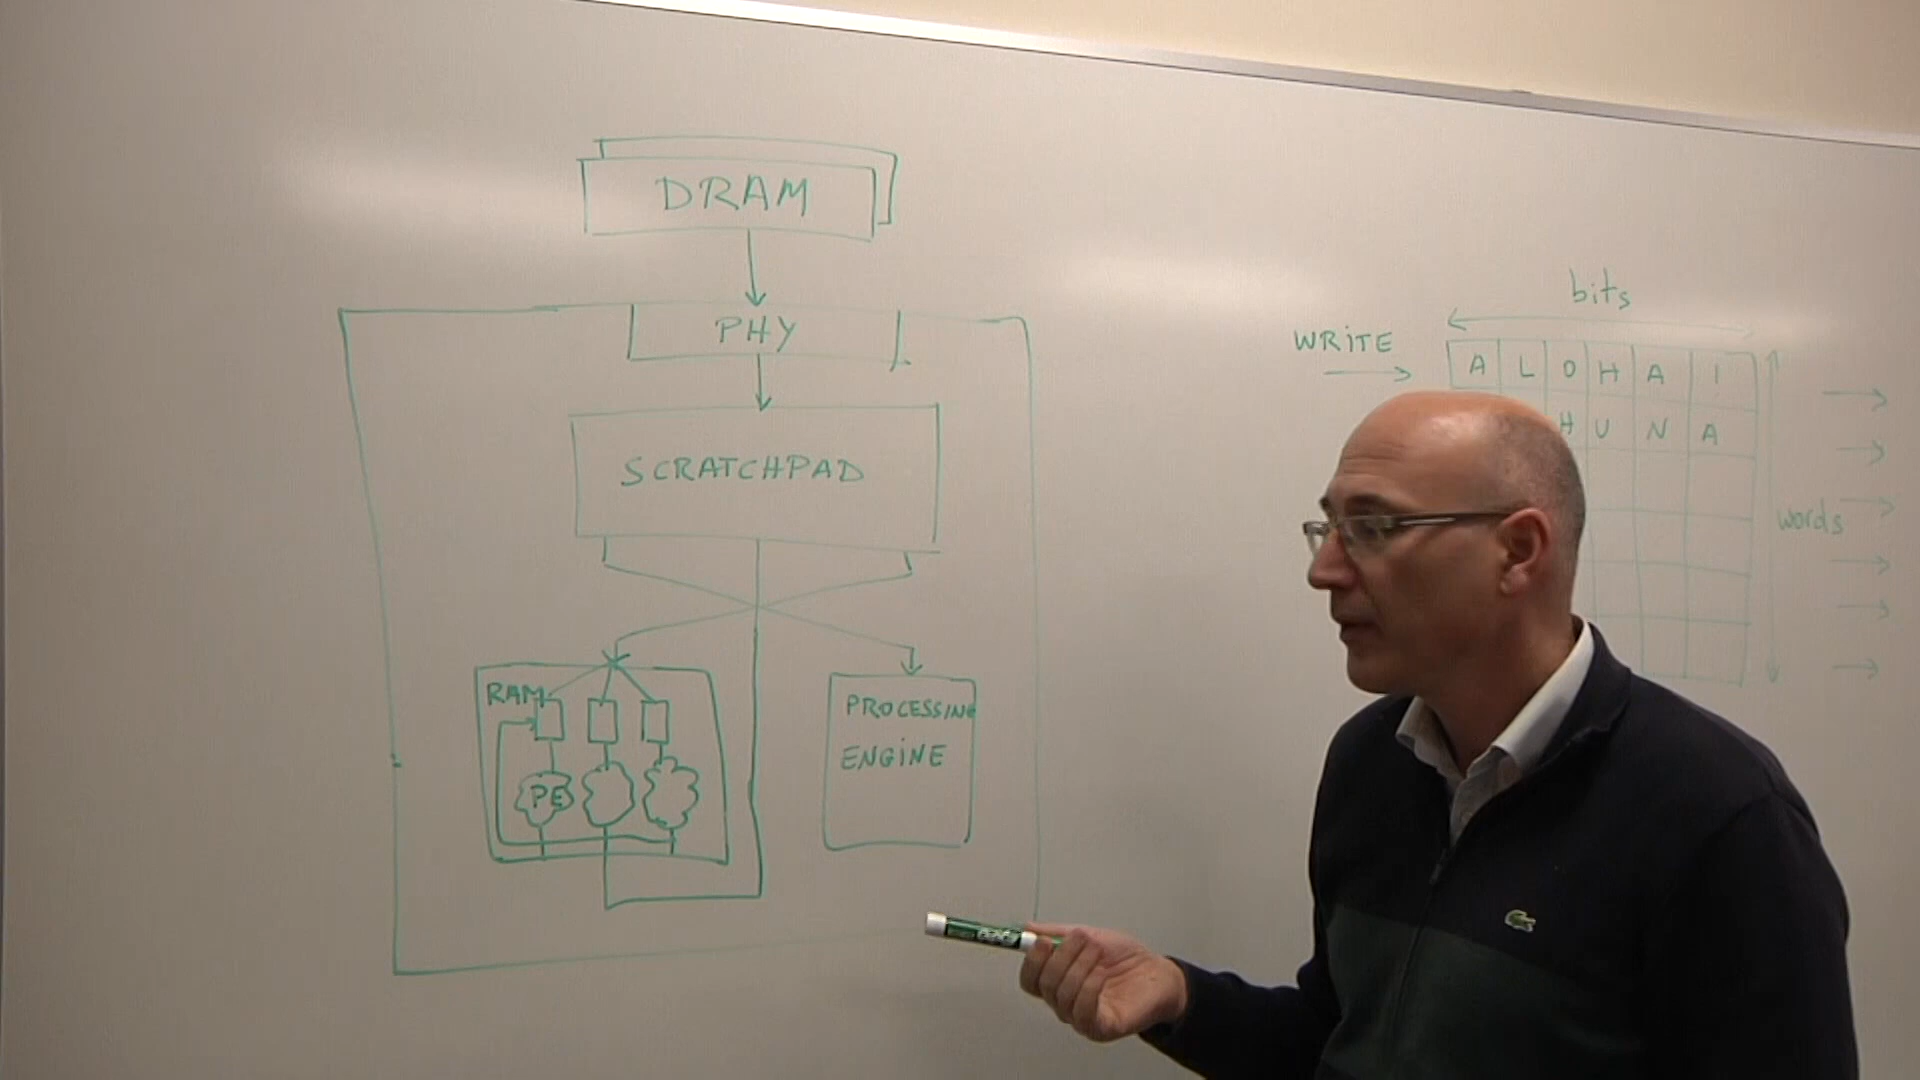 DRAM
PHY
SCRATCHPAD
RAM
PE
PROCESSING
ENGINE
bits
WRITE
A L O H A I
H U N A
words